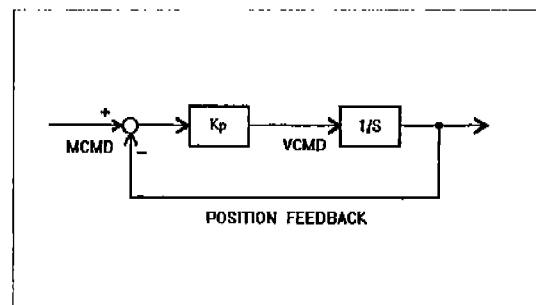 +
Kp
1/S
MCMD
−
VCMD
POSITION FEEDBACK